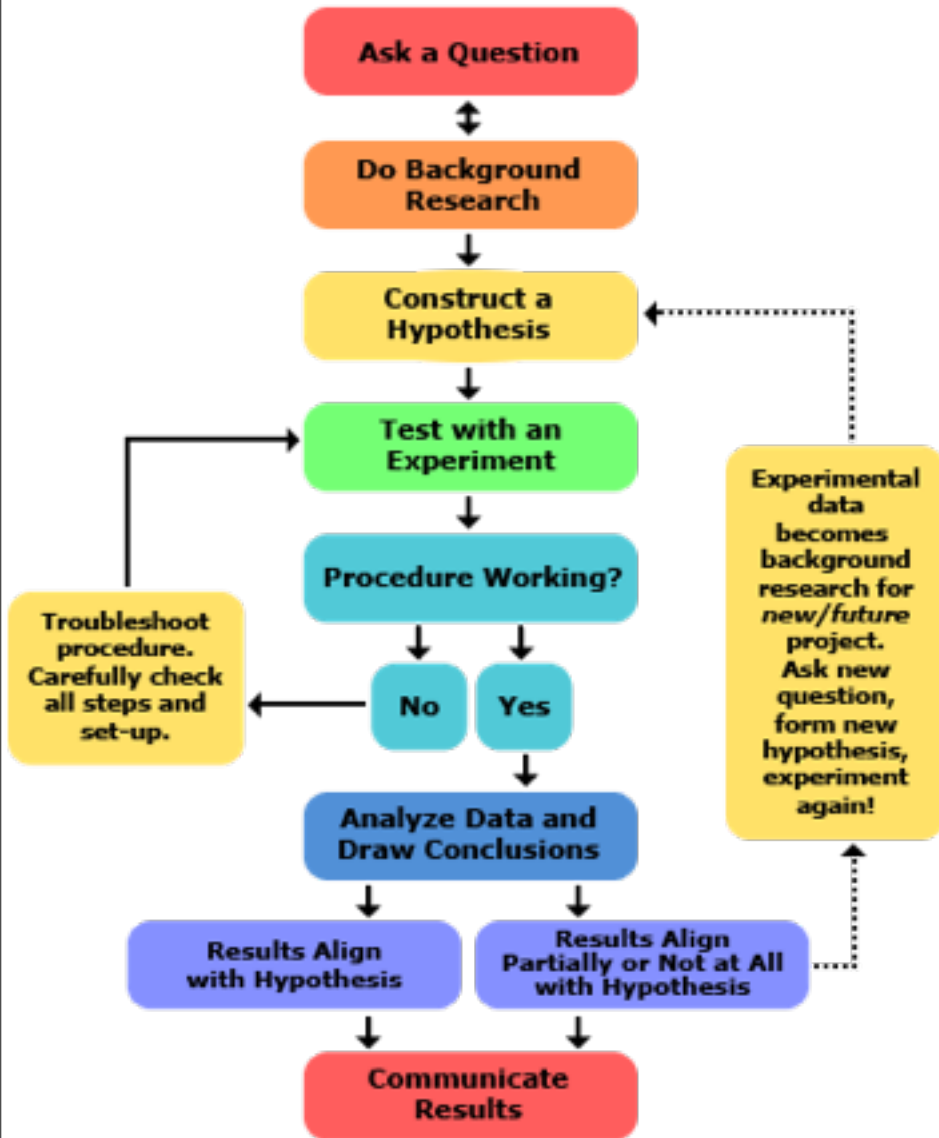 Ask a Question
Do Background
Research
Construct a
Hypothesis
Test with an
Experiment
Procedure Working?
Troubleshoot
procedure.
Carefully check
all steps and
set-up.
No
Yes
Experimental
data
becomes
background
research for
new/future
project.
Ask new
question,
form new
hypothesis,
experiment
again!
Analyze Data and
Draw Conclusions
Results Align
with Hypothesis
Results Align
Partially or Not at All
with Hypothesis
Communicate
Results